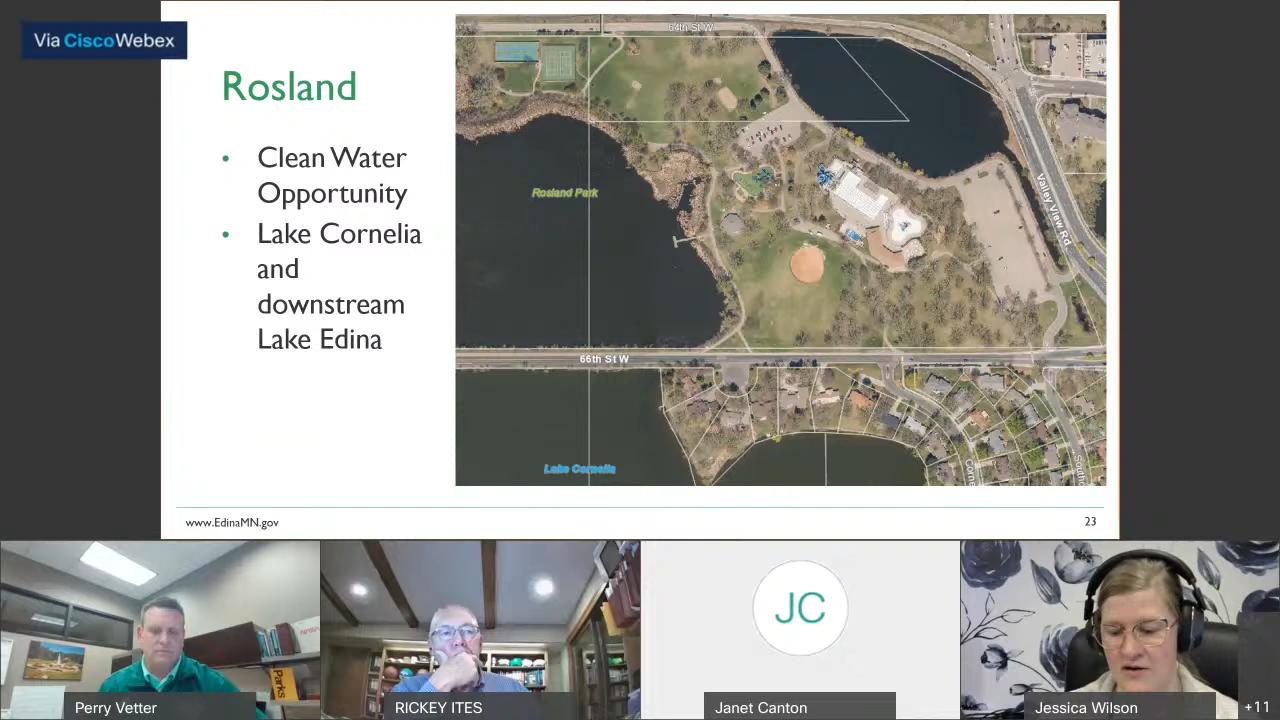 Via Cisco Webex
Rosland
• Clean Water
Opportunity
• Lake Cornelia
and
downstream
Lake Edina
64th St W
Rosland Park
Valley View Rd
66th St W
Lake Cornelia
www.EdinaMN.gov
23
Parks
Perry Vetter
RICKEY ITES
JC
Janet Canton
Jessica Wilson
+11